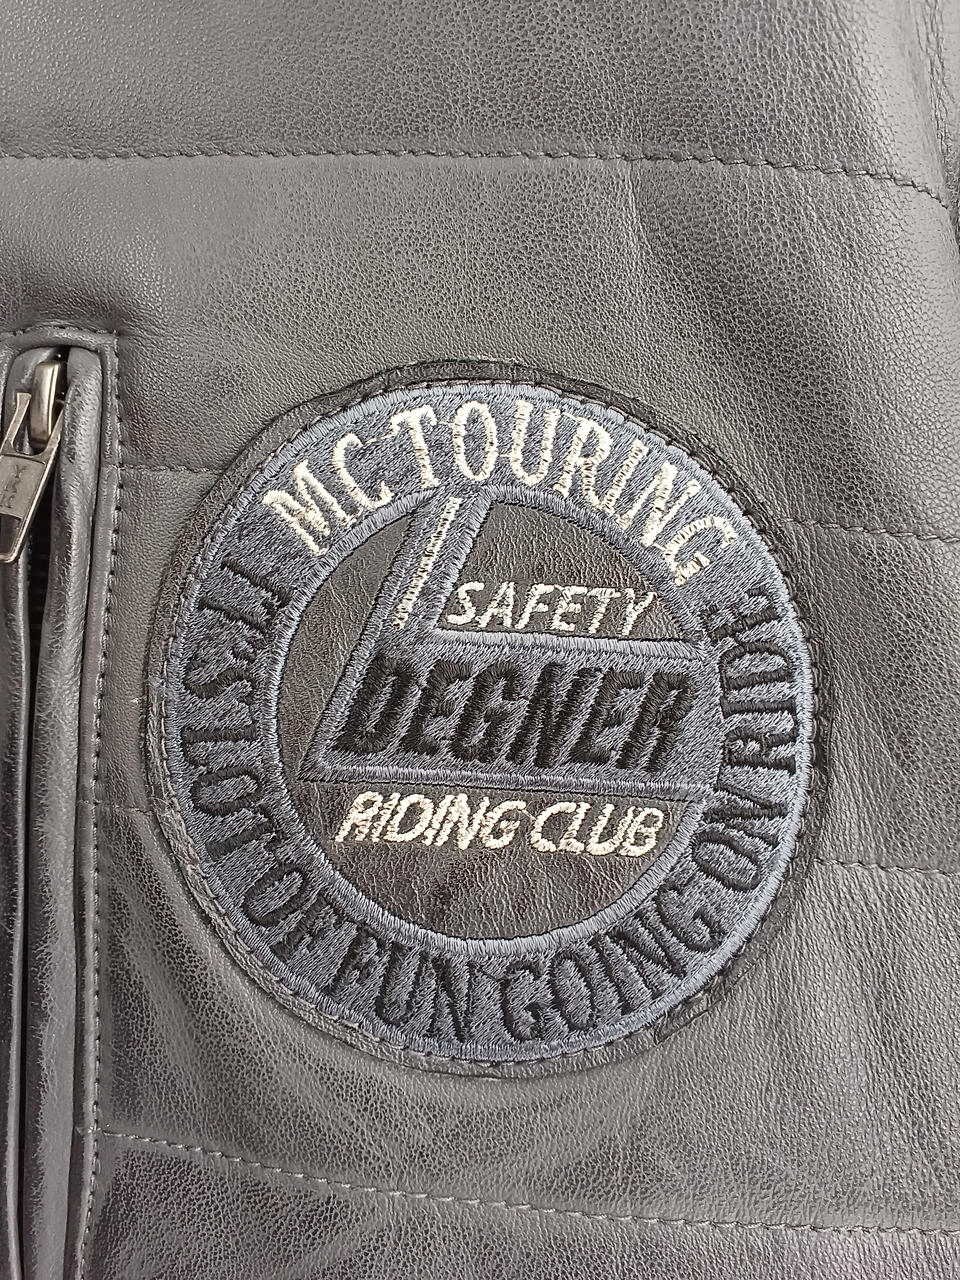 MC TOURING
SAFETY
DEGNER
RIDING CLUB
IT'S LOT OF FUN GOING ON RIDE